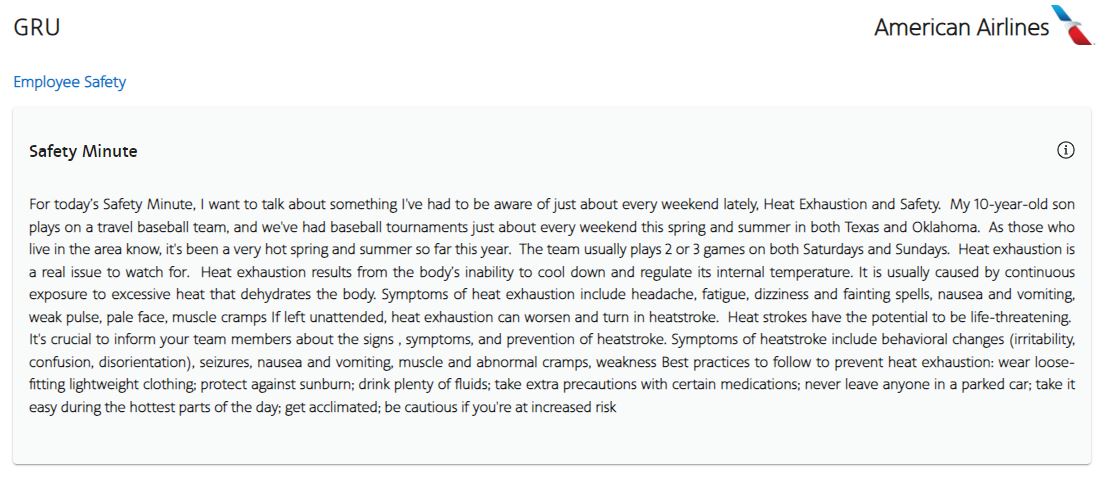 GRU
American Airlines
Employee Safety
Safety Minute
For today's Safety Minute, I want to talk about something I've had to be aware of just about every weekend lately, Heat Exhaustion and Safety.  My 10-year-old son
plays on a travel baseball team, and we've had baseball tournaments just about every weekend this spring and summer in both Texas and Oklahoma.  As those who
live in the area know, it's been a very hot spring and summer so far this year.  The team usually plays 2 or 3 games on both Saturdays and Sundays.  Heat exhaustion is
a real issue to watch for.  Heat exhaustion results from the body's inability to cool down and regulate its internal temperature. It is usually caused by continuous
exposure to excessive heat that dehydrates the body. Symptoms of heat exhaustion include headache, fatigue, dizziness and fainting spells, nausea and vomiting,
weak pulse, pale face, muscle cramps If left unattended, heat exhaustion can worsen and turn in heatstroke.  Heat strokes have the potential to be life-threatening.
It's crucial to inform your team members about the signs , symptoms, and prevention of heatstroke. Symptoms of heatstroke include behavioral changes (irritability,
confusion, disorientation), seizures, nausea and vomiting, muscle and abnormal cramps, weakness Best practices to follow to prevent heat exhaustion: wear loose-
fitting lightweight clothing; protect against sunburn; drink plenty of fluids; take extra precautions with certain medications; never leave anyone in a parked car; take it
easy during the hottest parts of the day; get acclimated; be cautious if you're at increased risk